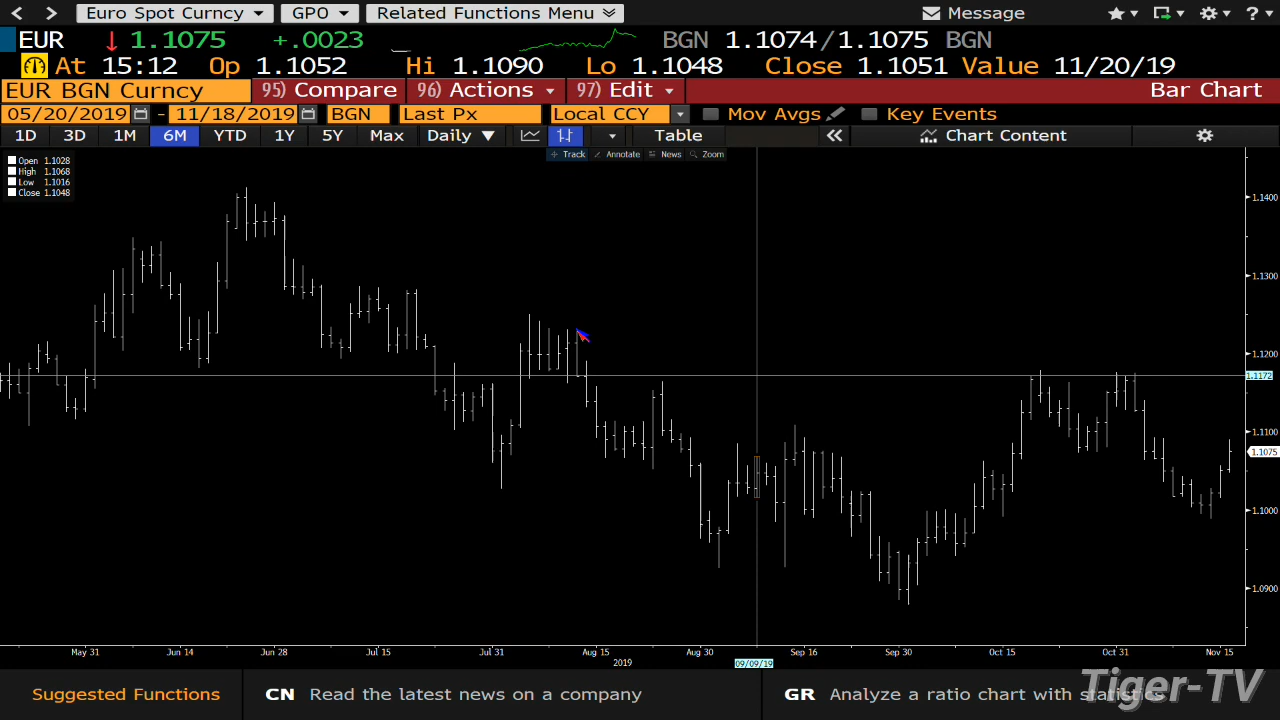 Euro Spot Curncy GPO Related Functions Menu Message
EUR 1.1075 +.0023 BGN 1.1074/1.1075 BGN
At 15:12 Op 1.1052 Hi 1.1090 Lo 1.1048 Close 1.1051 Value 11/20/19
EUR BGN Curncy 95) Compare 96) Actions 97) Edit Bar Chart
05/20/2019 - 11/18/2019 BGN Last Px Local CCY Mov Avgs Key Events
1D 3D 1M 6M YTD 1Y 5Y Max Daily ▼ Table « Chart Content
Track Annotate News Zoom
Open 1.1028
High 1.1068
Low 1.1016
Close 1.1048
1.1400
1.1300
1.1200
1.1172
1.1100
1.1075
1.1000
1.0900
May 31 Jun 14 Jun 28 Jul 15 Jul 31 Aug 15 Aug 30 Sep 16 Sep 30 Oct 15 Oct 31 Nov 15
2019 09/09/19
Suggested Functions CN Read the latest news on a company GR Analyze a ratio chart with statistics
Tiger-TV